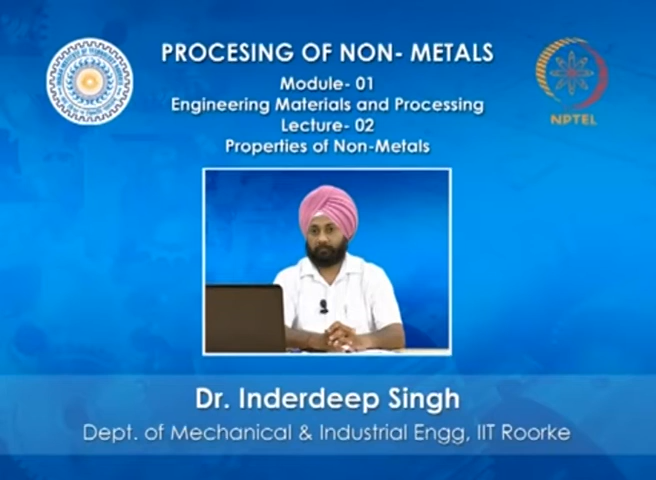 PROCESING OF NON- METALS
Module- 01
Engineering Materials and Processing
Lecture- 02
Properties of Non-Metals
NPTEL
Dr. Inderdeep Singh
Dept. of Mechanical & Industrial Engg, IIT Roorke